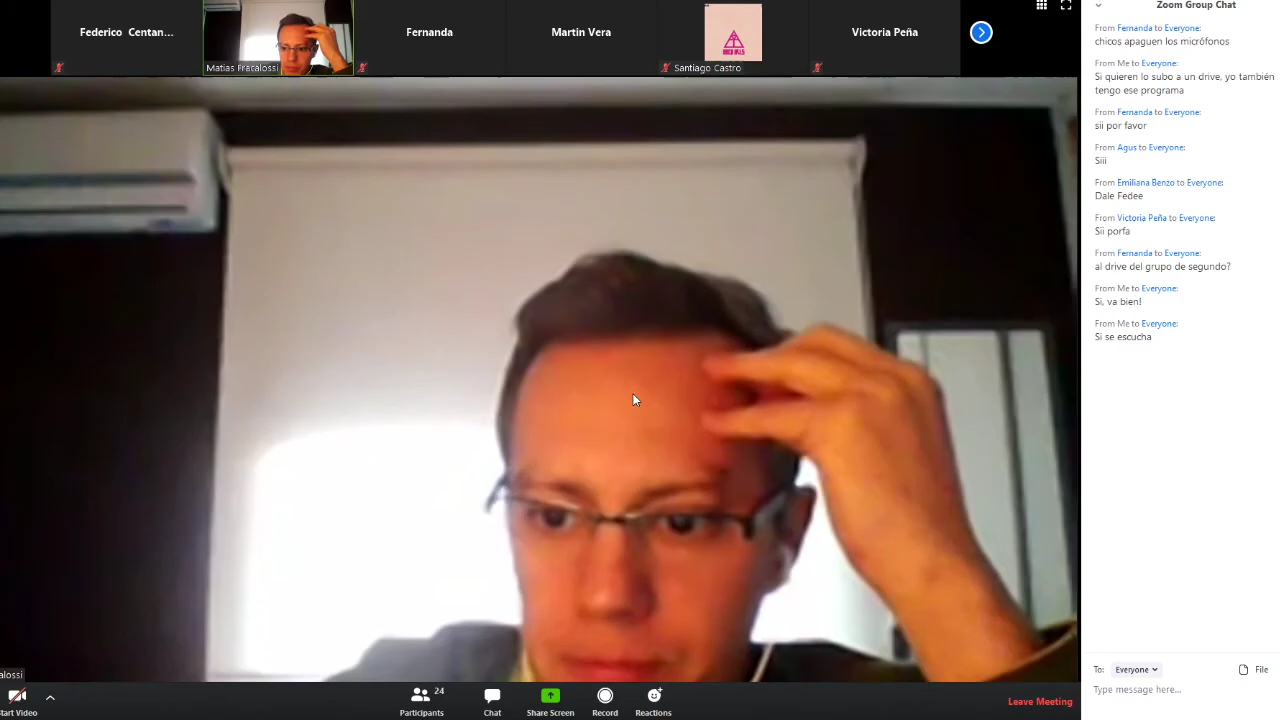 Zoom Group Chat
Federico Centan...
Matias Fracalossi
Fernanda
Martin Vera
Santiago Castro
Victoria Peña
From Fernanda to Everyone:
chicos apaguen los micrófonos
From Me to Everyone:
Si quieren lo subo a un drive, yo también
tengo ese programa
From Fernanda to Everyone:
sii por favor
From Agus to Everyone:
Siii
From Emiliana Benzo to Everyone:
Dale Fedee
From Victoria Peña to Everyone:
Sii porfa
From Fernanda to Everyone:
al drive del grupo de segundo?
From Me to Everyone:
Si, va bien!
From Me to Everyone:
Si se escucha
To: Everyone
File
Type message here...
alossi
tart Video
Participants
24
Chat
Share Screen
Record
Reactions
Leave Meeting